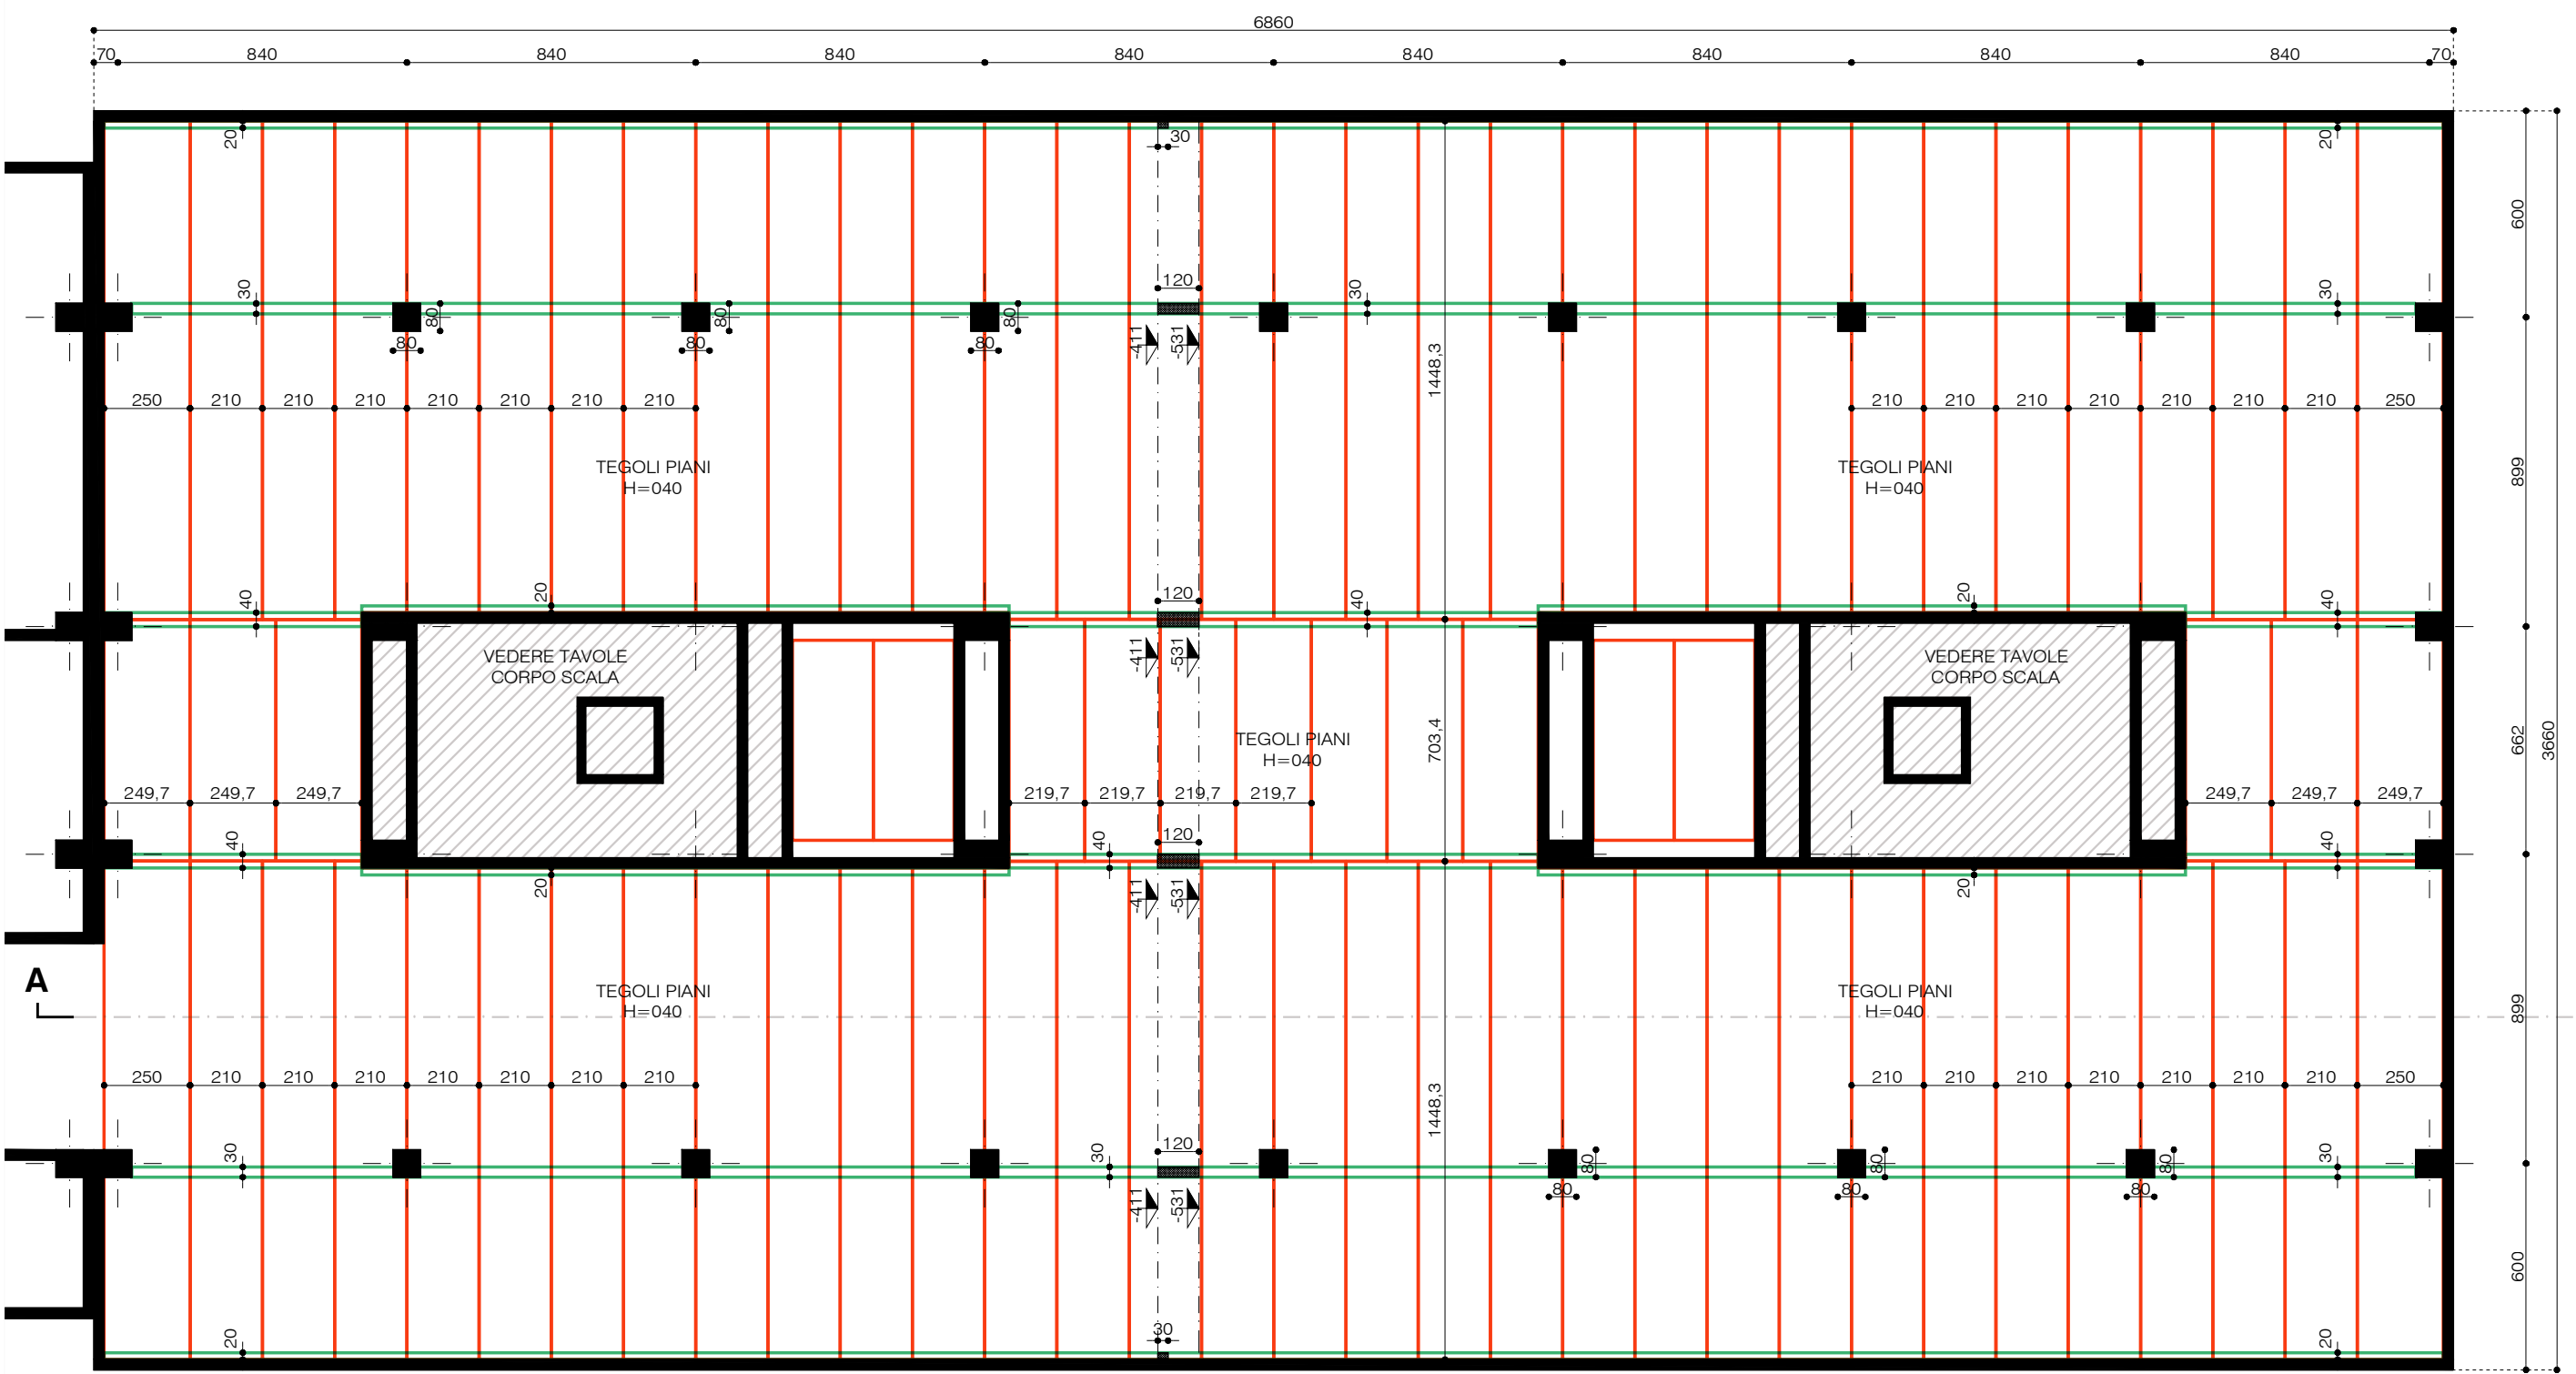 6860
70 840 840 840 840 840 840 840 840 70
20 30 20
600
30 120 30 30
80 80 80
-411 -531
80 80 80
1448,3
250 210 210 210 210 210 210 210
210 210 210 210 210 210 210 250
TEGOLI PIANI
H=040
TEGOLI PIANI
H=040
899
40 20 120 40 20 40
-411 -531
VEDERE TAVOLE
CORPO SCALA
VEDERE TAVOLE
CORPO SCALA
703,4
662
3660
TEGOLI PIANI
H=040
249,7 249,7 249,7
219,7 219,7 219,7 219,7
249,7 249,7 249,7
40 40 120 40
20 20
-411 -531
A
TEGOLI PIANI
H=040
TEGOLI PIANI
H=040
899
250 210 210 210 210 210 210 210
210 210 210 210 210 210 210 250
1448,3
30 30 120 30
80 80 80
-411 -531
80 80 80
600
20 30 20